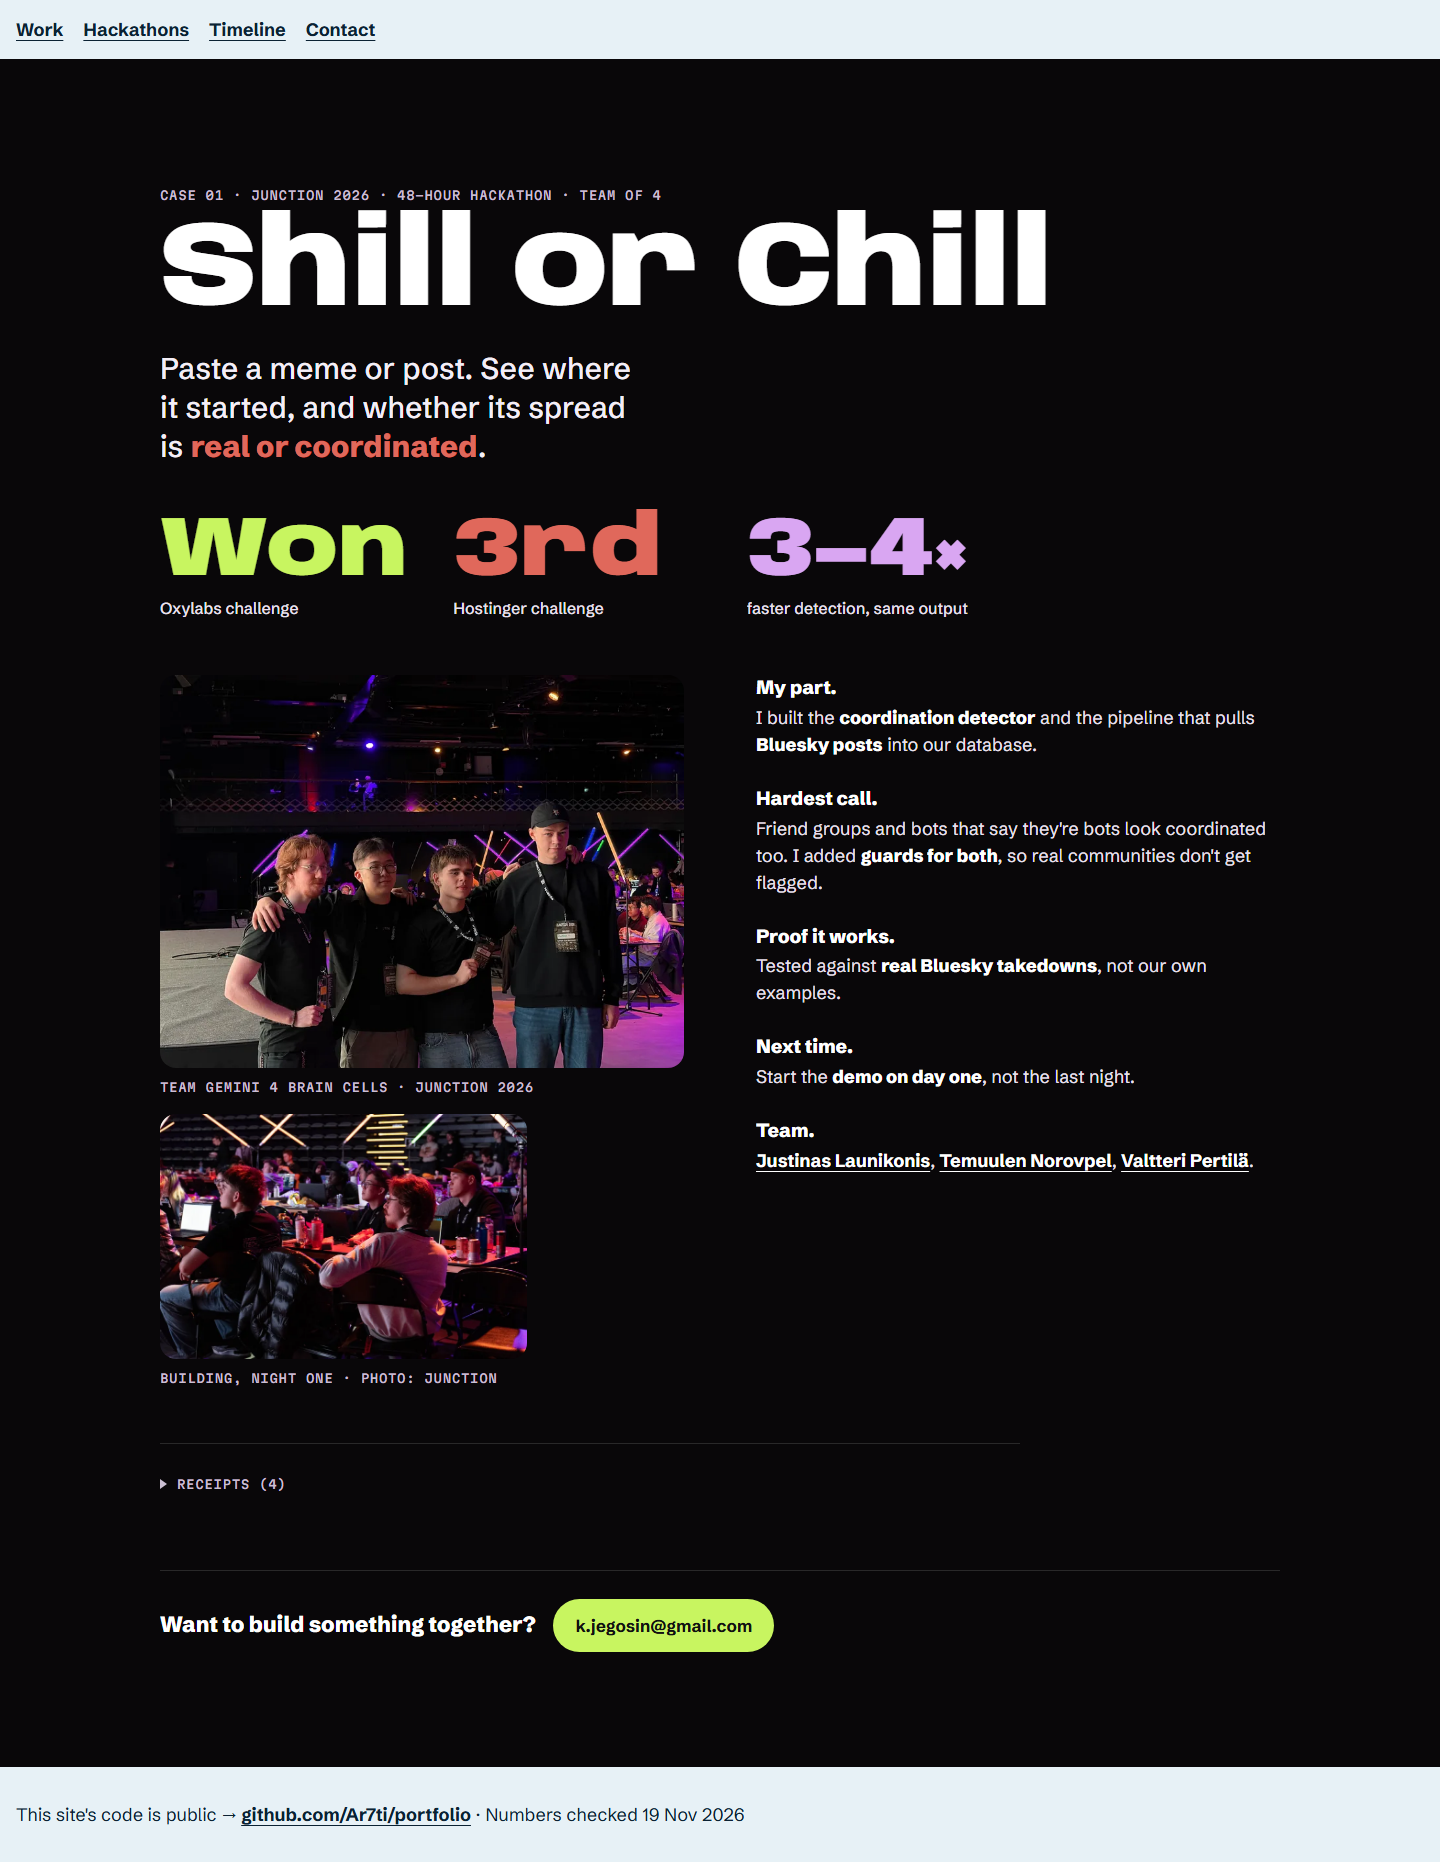 Work Hackathons Timeline Contact
CASE 01 · JUNCTION 2026 · 48–HOUR HACKATHON · TEAM OF 4
Shill or Chill
Paste a meme or post. See where
it started, and whether its spread
is real or coordinated.
Won 3rd 3–4×
Oxylabs challenge Hostinger challenge faster detection, same output
My part.
I built the coordination detector and the pipeline that pulls
Bluesky posts into our database.
Hardest call.
Friend groups and bots that say they're bots look coordinated
too. I added guards for both, so real communities don't get
flagged.
Proof it works.
Tested against real Bluesky takedowns, not our own
examples.
Next time.
Start the demo on day one, not the last night.
Team.
Justinas Launikonis, Temuulen Norovpel, Valtteri Pertilä.
TEAM GEMINI 4 BRAIN CELLS · JUNCTION 2026
BUILDING, NIGHT ONE · PHOTO: JUNCTION
RECEIPTS (4)
Want to build something together? k.jegosin@gmail.com
This site's code is public → github.com/Ar7ti/portfolio · Numbers checked 19 Nov 2026